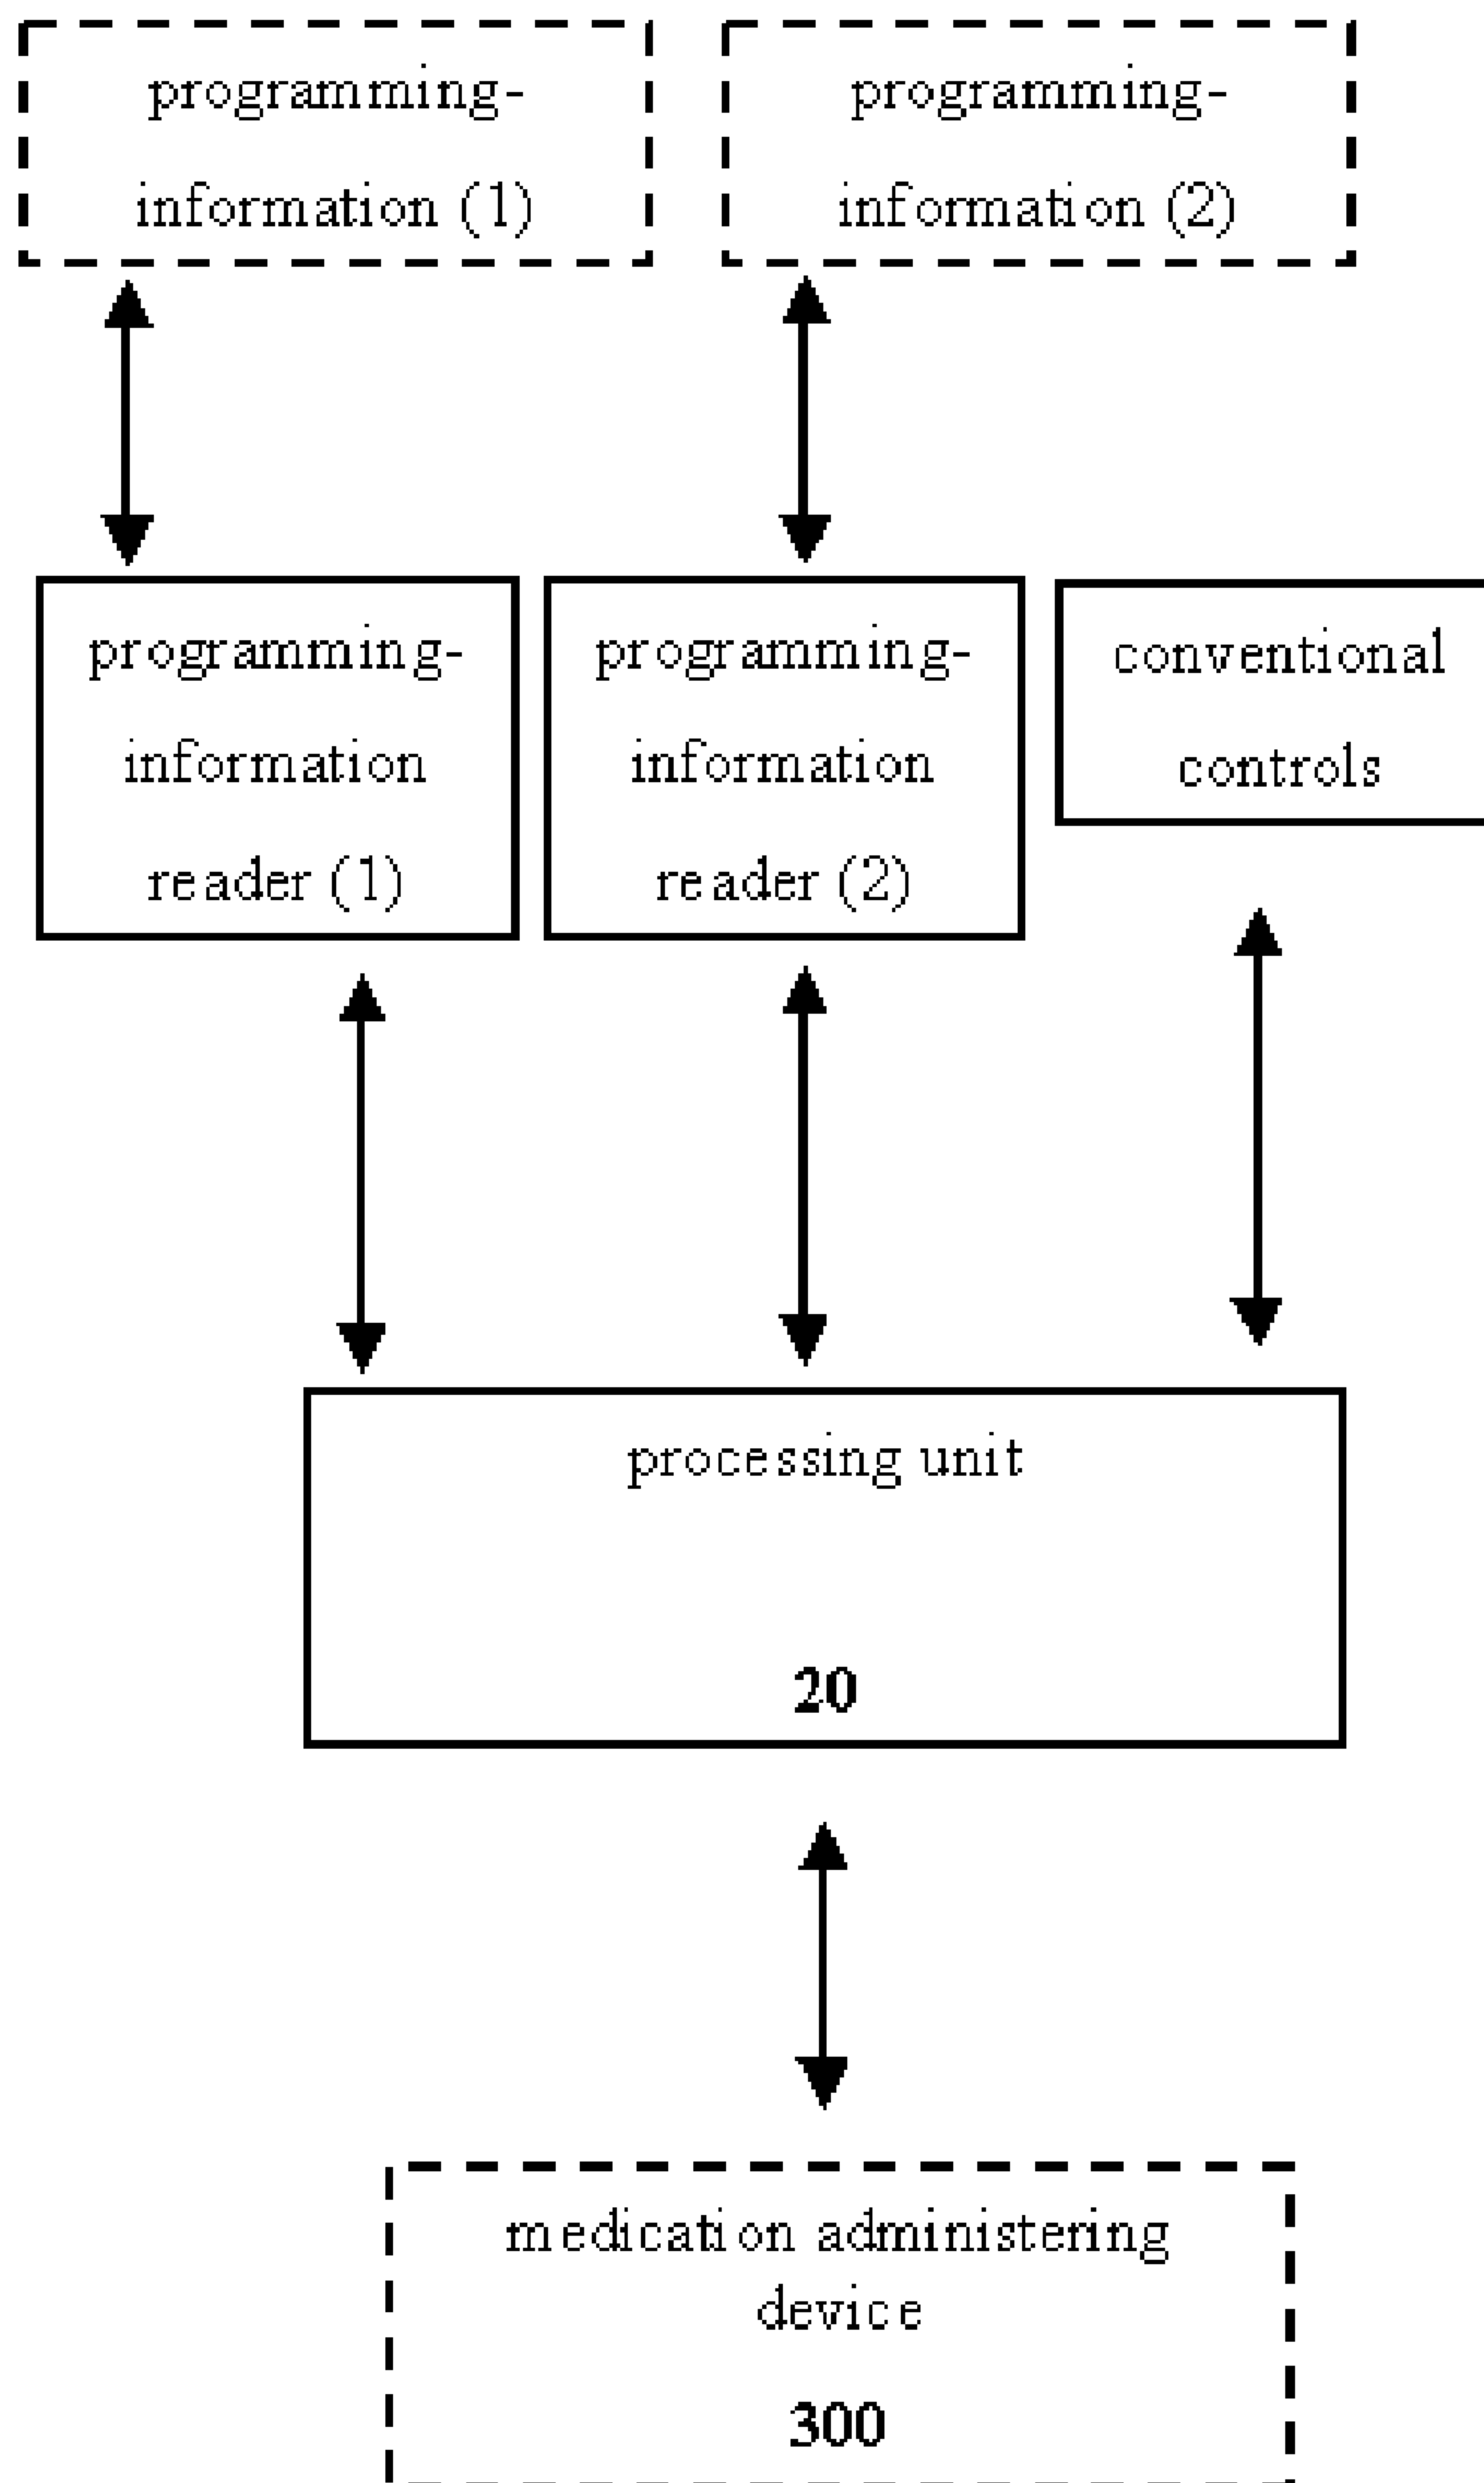 programming-
information (1)
programming-
information (2)
programming-
information
reader (1)
programming-
information
reader (2)
conventional
controls
processing unit
20
medication administering
device
300